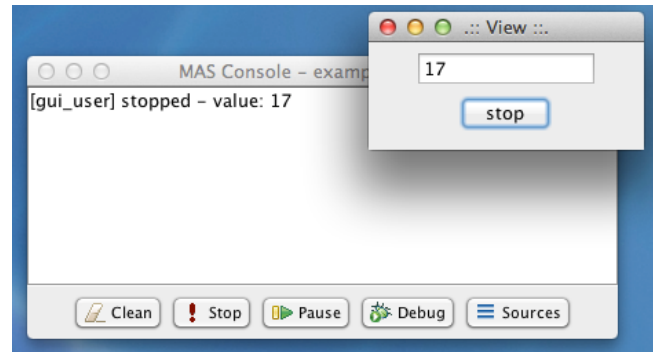 .:: View ::.
MAS Console – examp
17
[gui_user] stopped – value: 17
stop
Clean
Stop
Pause
Debug
Sources